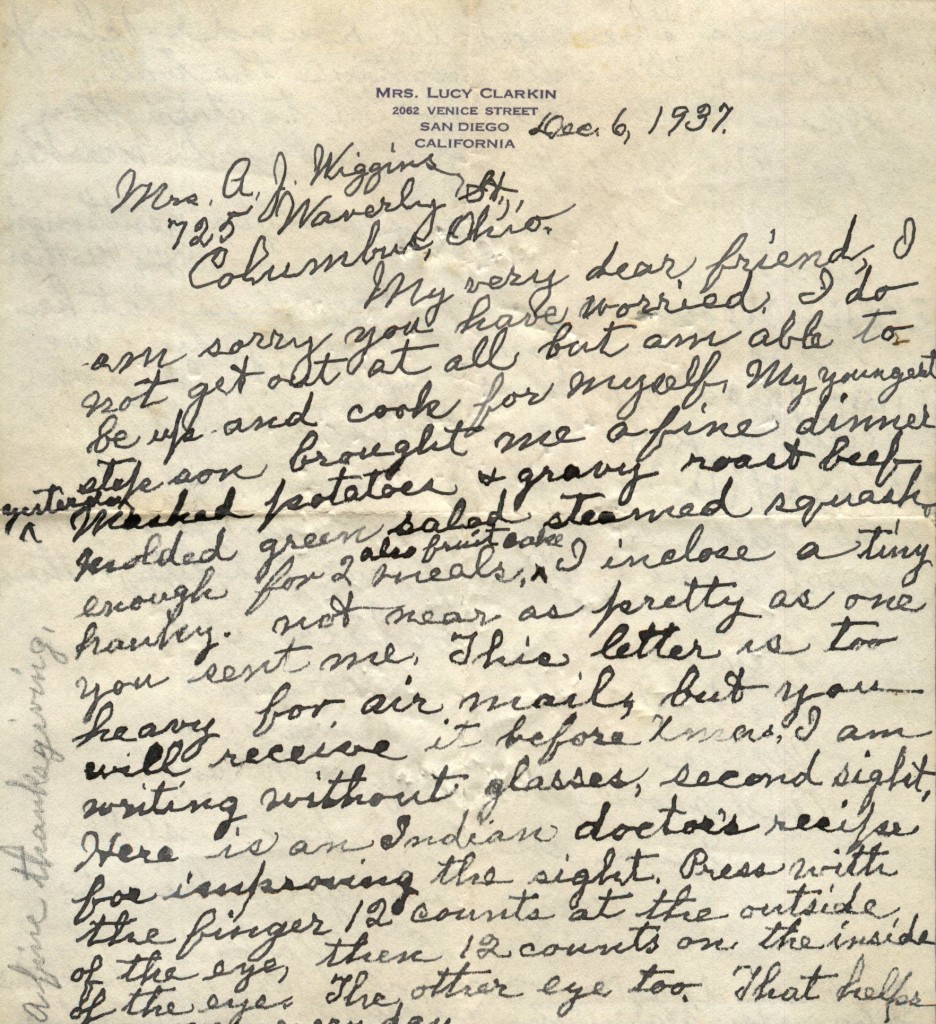 MRS. LUCY CLARKIN
2062 VENICE STREET
SAN DIEGO
CALIFORNIA
Dec. 6, 1937.
Mrs. A. J. Wiggins
725 Waverly St,
Columbus, Ohio.
My very dear friend, I
am sorry you have worried. I do
not get out at all but am able to
be up and cook for myself. My youngest
step son brought me a fine dinner
yesterday
Mashed potatoes & gravy roast beef
molded green salad steamed squash,
also fruit cake
enough for 2 meals, ^ I inclose a tiny
hanky. not near as pretty as one
you sent me. This letter is too
heavy for air mail, but you
will receive it before Xmas. I am
writing without glasses, second sight,
Here is an Indian doctor's recipe
for improving the sight. Press with
the finger 12 counts at the outside
of the eye, then 12 counts on the inside
of the eye. The other eye too. That helps
every day
A fine thanksgiving,